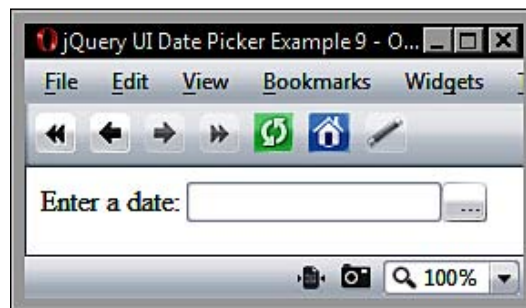 jQuery UI Date Picker Example 9 - O...
File Edit View Bookmarks Widgets
Enter a date: ...
100%